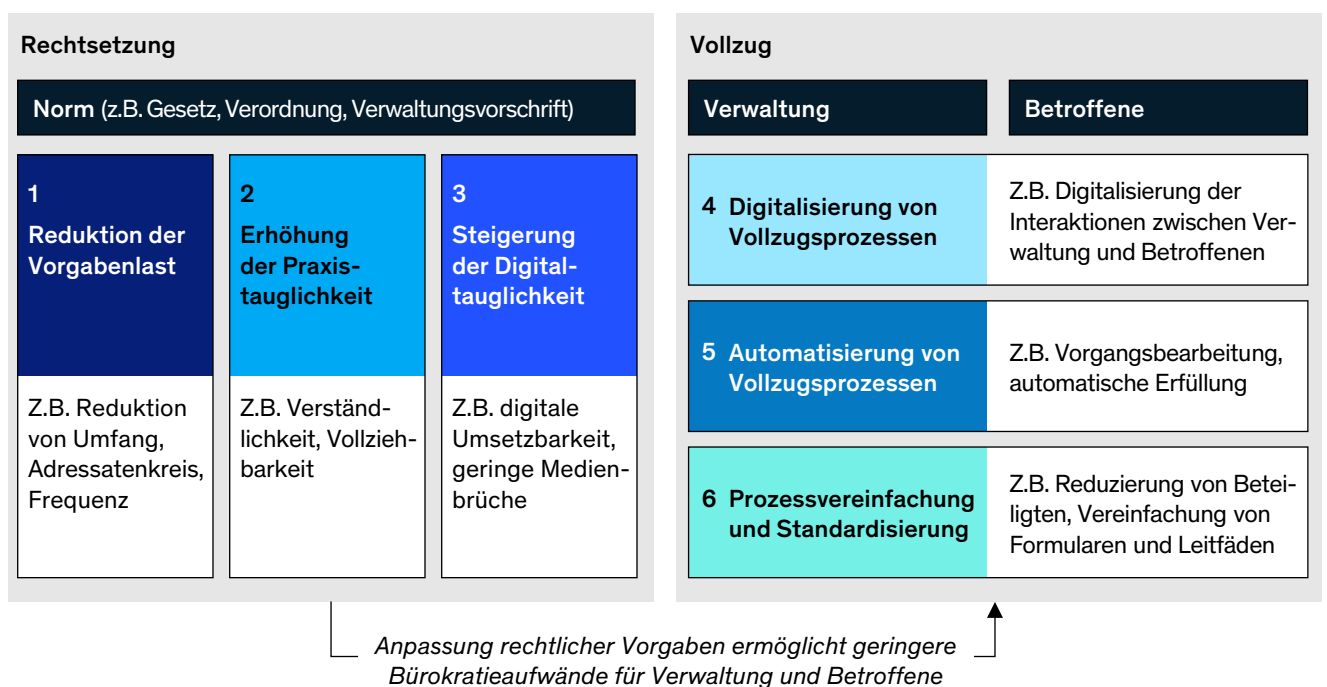 Rechtsetzung
Norm (z.B. Gesetz, Verordnung, Verwaltungsvorschrift)
1
Reduktion der
Vorgabenlast
Z.B. Reduktion
von Umfang,
Adressatenkreis,
Frequenz
2
Erhöhung
der Praxis-
tauglichkeit
Z.B. Verständ-
lichkeit, Vollzieh-
barkeit
3
Steigerung
der Digital-
tauglichkeit
Z.B. digitale
Umsetzbarkeit,
geringe Medien-
brüche
Vollzug
Verwaltung
Betroffene
4 Digitalisierung von
Vollzugsprozessen
Z.B. Digitalisierung der
Interaktionen zwischen Ver-
waltung und Betroffenen
5 Automatisierung von
Vollzugsprozessen
Z.B. Vorgangsbearbeitung,
automatische Erfüllung
6 Prozessvereinfachung
und Standardisierung
Z.B. Reduzierung von Betei-
ligten, Vereinfachung von
Formularen und Leitfäden
Anpassung rechtlicher Vorgaben ermöglicht geringere
Bürokratieaufwände für Verwaltung und Betroffene